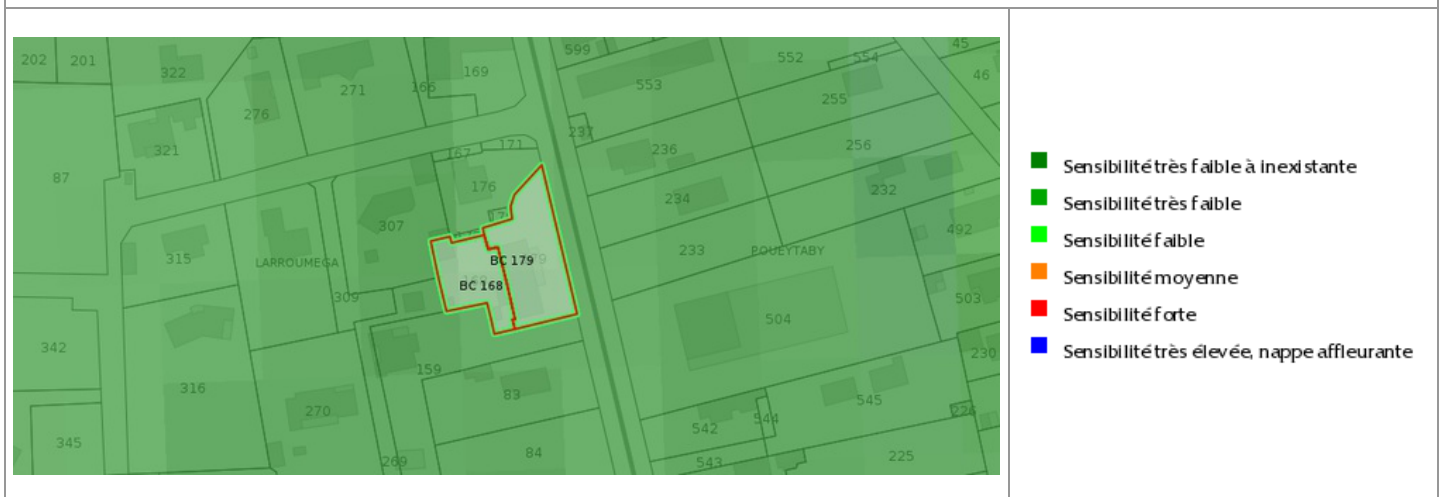 202 201 322 276 271 166 169 599 553 552 554 45 46
255
321 167 171 237 236 256
87 176 234 232
307 233 POUEYTABY 492
315 LARROUMEGA BC 179
309 BC 168 168 503
342 504
159 230
316 83
270 545 226
345 84 542 544
269 543 225
Sensibilité très faible à inexistante
Sensibilité très faible
Sensibilité faible
Sensibilité moyenne
Sensibilité forte
Sensibilité très élevée, nappe affleurante